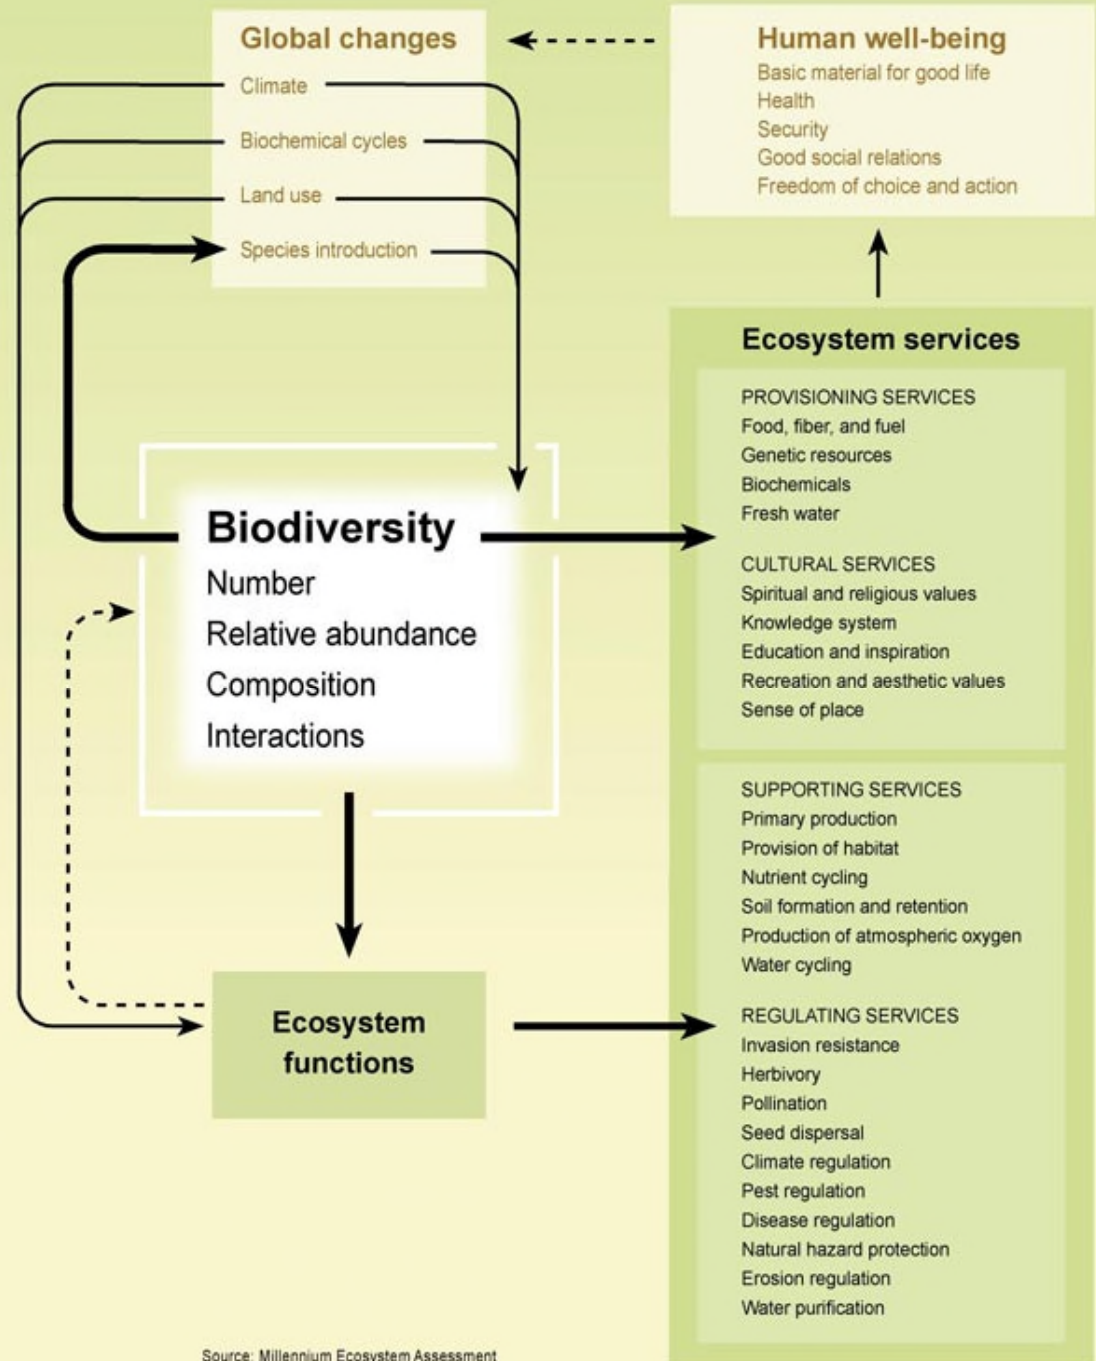 Global changes
Climate
Biochemical cycles
Land use
Species introduction
Human well-being
Basic material for good life
Health
Security
Good social relations
Freedom of choice and action
Biodiversity
Number
Relative abundance
Composition
Interactions
Ecosystem
functions
Ecosystem services
PROVISIONING SERVICES
Food, fiber, and fuel
Genetic resources
Biochemicals
Fresh water
CULTURAL SERVICES
Spiritual and religious values
Knowledge system
Education and inspiration
Recreation and aesthetic values
Sense of place
SUPPORTING SERVICES
Primary production
Provision of habitat
Nutrient cycling
Soil formation and retention
Production of atmospheric oxygen
Water cycling
REGULATING SERVICES
Invasion resistance
Herbivory
Pollination
Seed dispersal
Climate regulation
Pest regulation
Disease regulation
Natural hazard protection
Erosion regulation
Water purification
Source: Millennium Ecosystem Assessment